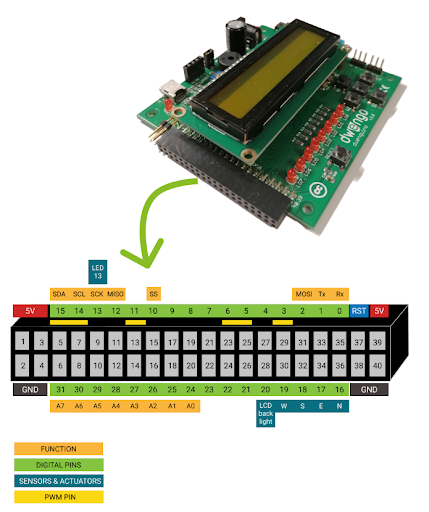 dwengo
LED
13
SDA SCL SCK MISO SS MOSI Tx Rx
5V 15 14 13 12 11 10 9 8 7 6 5 4 3 2 1 0 RST 5V
1 3 5 7 9 11 13 15 17 19 21 23 25 27 29 31 33 35 37 39
2 4 6 8 10 12 14 16 18 20 22 24 26 28 30 32 34 36 38 40
GND 31 30 29 28 27 26 25 24 23 22 21 20 19 18 17 16 GND
A7 A6 A5 A4 A3 A2 A1 A0 LCD W S E N
back
light
FUNCTION
DIGITAL PINS
SENSORS & ACTUATORS
PWM PIN